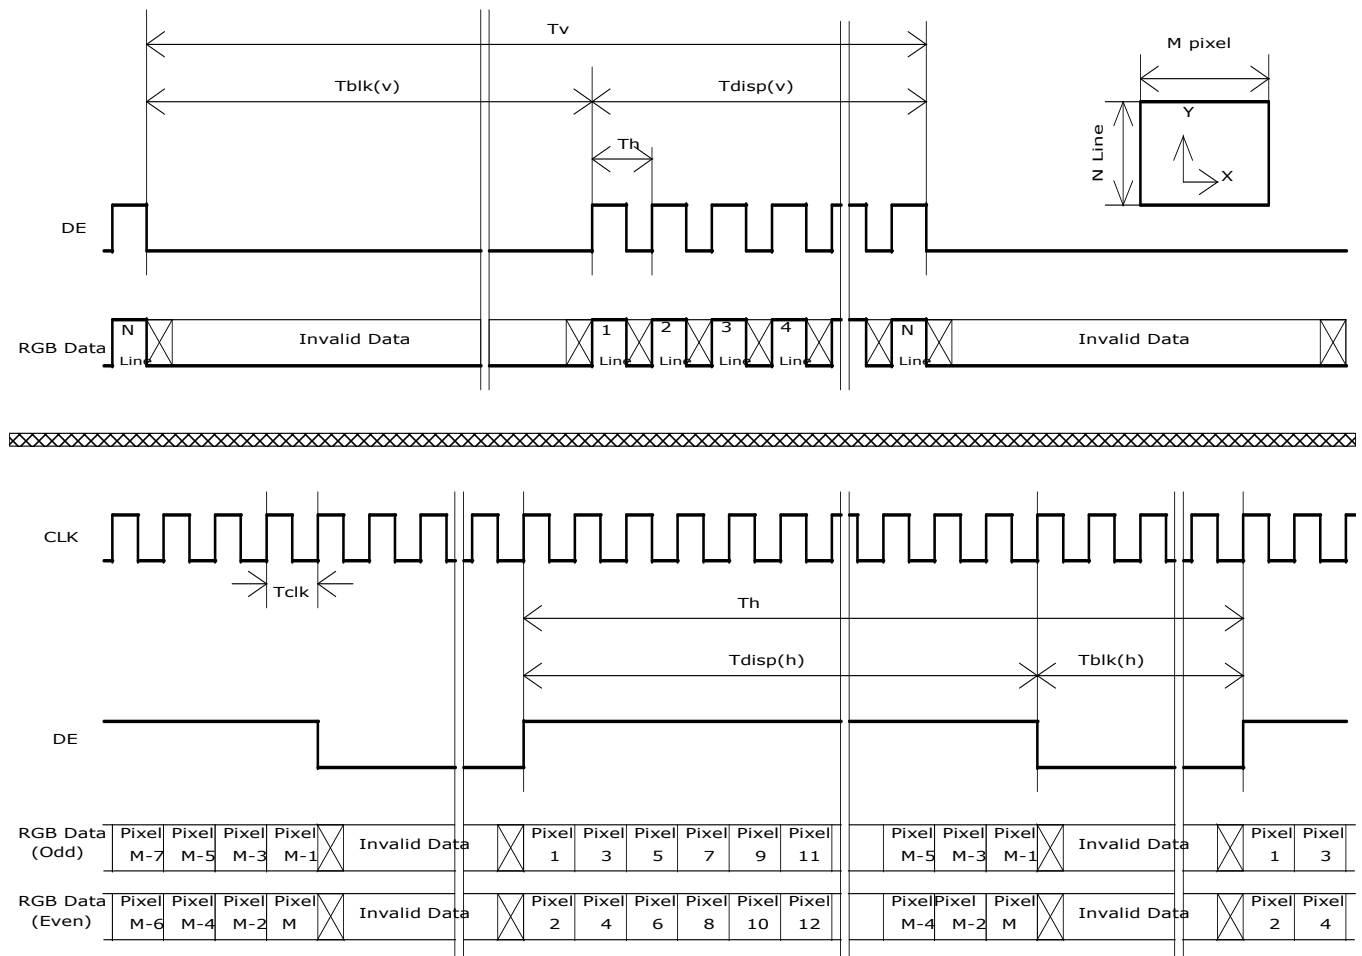 Tv
M pixel
Tblk(v) Tdisp(v)
Y
Th
N Line
X
DE
N 1 2 3 4 N
RGB Data Invalid Data Invalid Data
Line Line Line Line Line Line
CLK
Tclk
Th
Tdisp(h) Tblk(h)
DE
RGB Data Pixel Pixel Pixel Pixel Invalid Data Pixel Pixel Pixel Pixel Pixel Pixel Pixel Pixel Pixel Invalid Data Pixel Pixel
(Odd) M-7 M-5 M-3 M-1 1 3 5 7 9 11 M-5 M-3 M-1 1 3
RGB Data Pixel Pixel Pixel Pixel Invalid Data Pixel Pixel Pixel Pixel Pixel Pixel Pixel Pixel Pixel Invalid Data Pixel Pixel
(Even) M-6 M-4 M-2 M 2 4 6 8 10 12 M-4 M-2 M 2 4